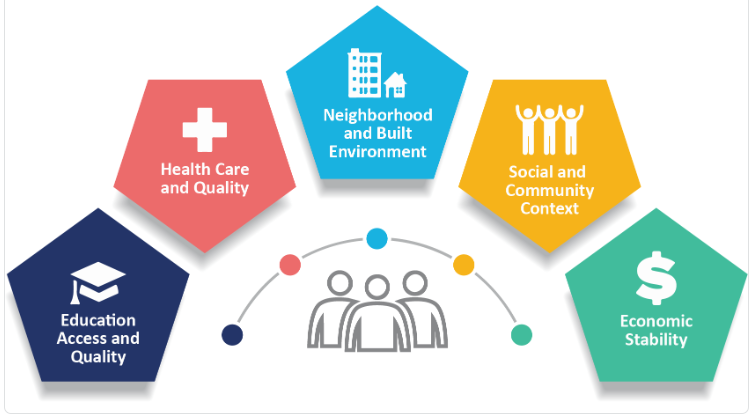 Education
Access and
Quality
Health Care
and Quality
Neighborhood
and Built
Environment
Social and
Community
Context
$
Economic
Stability